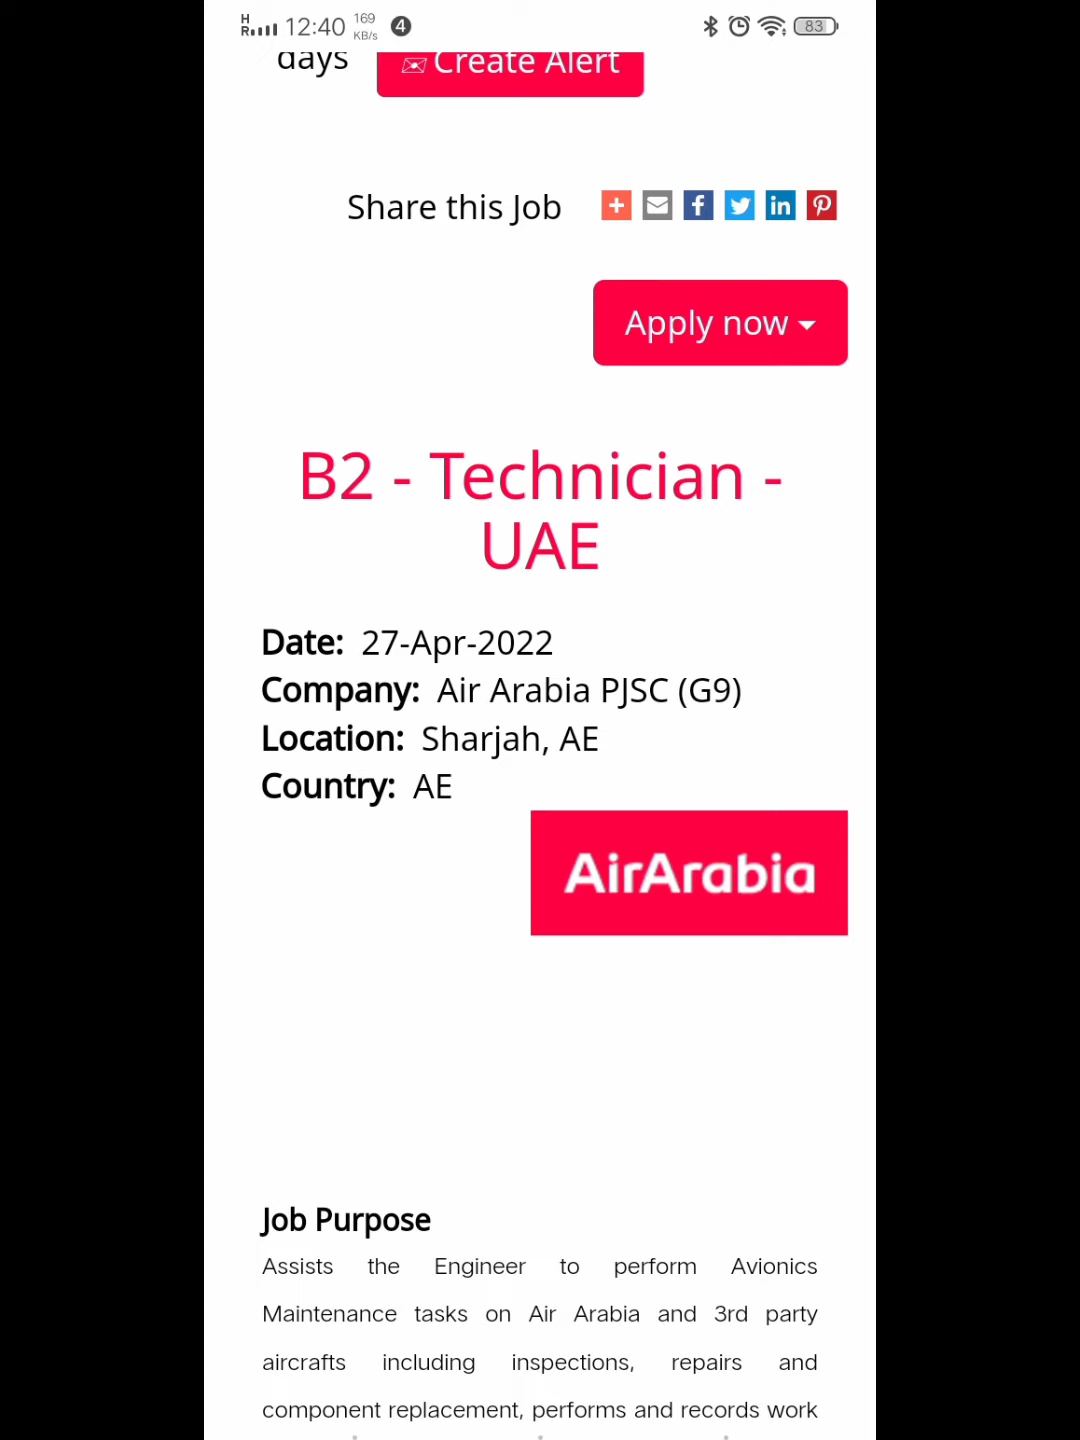 H
R
12:40
169
KB/s
4
83
days
Create Alert
Share this Job
Apply now
B2 - Technician -
UAE
Date: 27-Apr-2022
Company: Air Arabia PJSC (G9)
Location: Sharjah, AE
Country: AE
AirArabia
Job Purpose
Assists the Engineer to perform Avionics
Maintenance tasks on Air Arabia and 3rd party
aircrafts including inspections, repairs and
component replacement, performs and records work